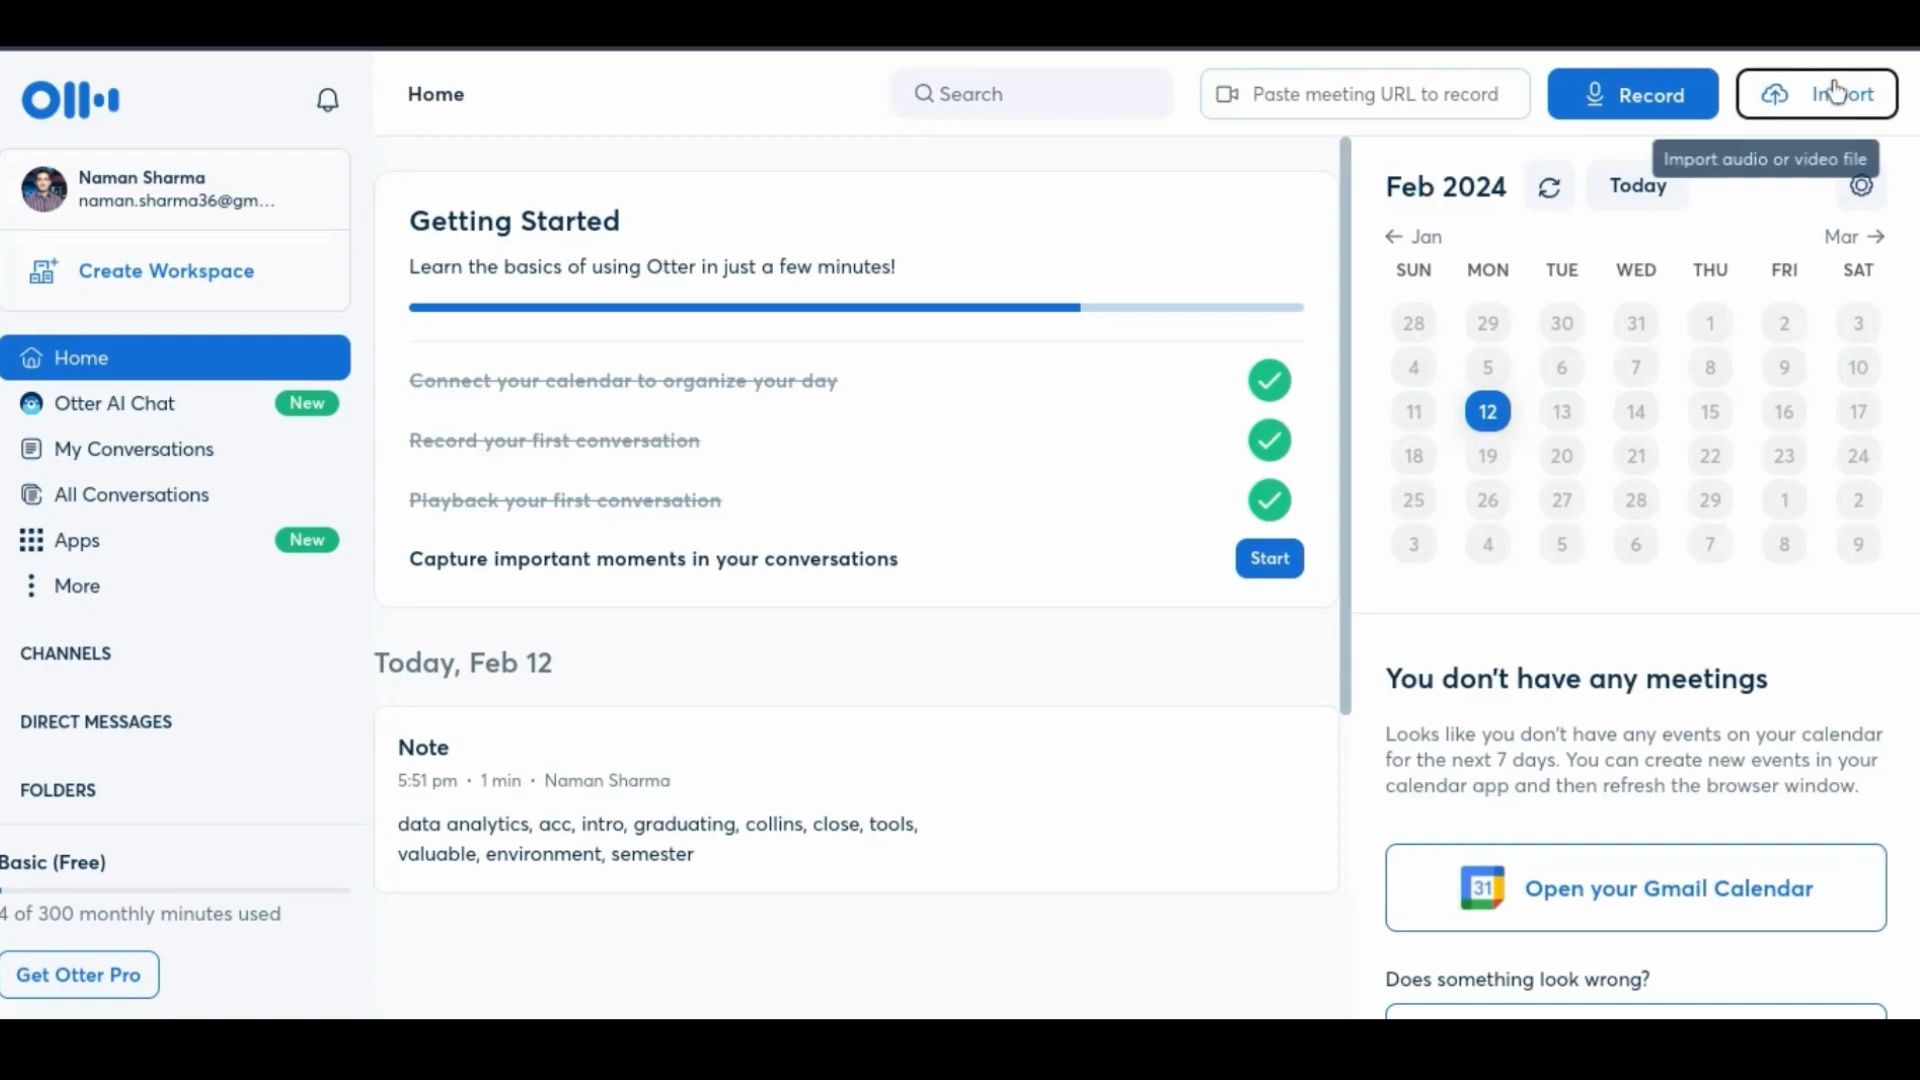 Home
Search
Paste meeting URL to record
Record
Import audio or video file
Naman Sharma
naman.sharma36@gm...
Create Workspace
Home
Otter AI Chat
New
My Conversations
All Conversations
Apps
New
More
CHANNELS
DIRECT MESSAGES
FOLDERS
Basic (Free)
4 of 300 monthly minutes used
Get Otter Pro
Getting Started
Learn the basics of using Otter in just a few minutes!
Connect your calendar to organize your day
Record your first conversation
Playback your first conversation
Capture important moments in your conversations
Start
Today, Feb 12
Note
5:51 pm • 1 min • Naman Sharma
data analytics, acc, intro, graduating, collins, close, tools,
valuable, environment, semester
Feb 2024
Today
← Jan
Mar →
SUN MON TUE WED THU FRI SAT
28 29 30 31 1 2 3
4 5 6 7 8 9 10
11 12 13 14 15 16 17
18 19 20 21 22 23 24
25 26 27 28 29 1 2
3 4 5 6 7 8 9
You don't have any meetings
Looks like you don't have any events on your calendar
for the next 7 days. You can create new events in your
calendar app and then refresh the browser window.
31
Open your Gmail Calendar
Does something look wrong?